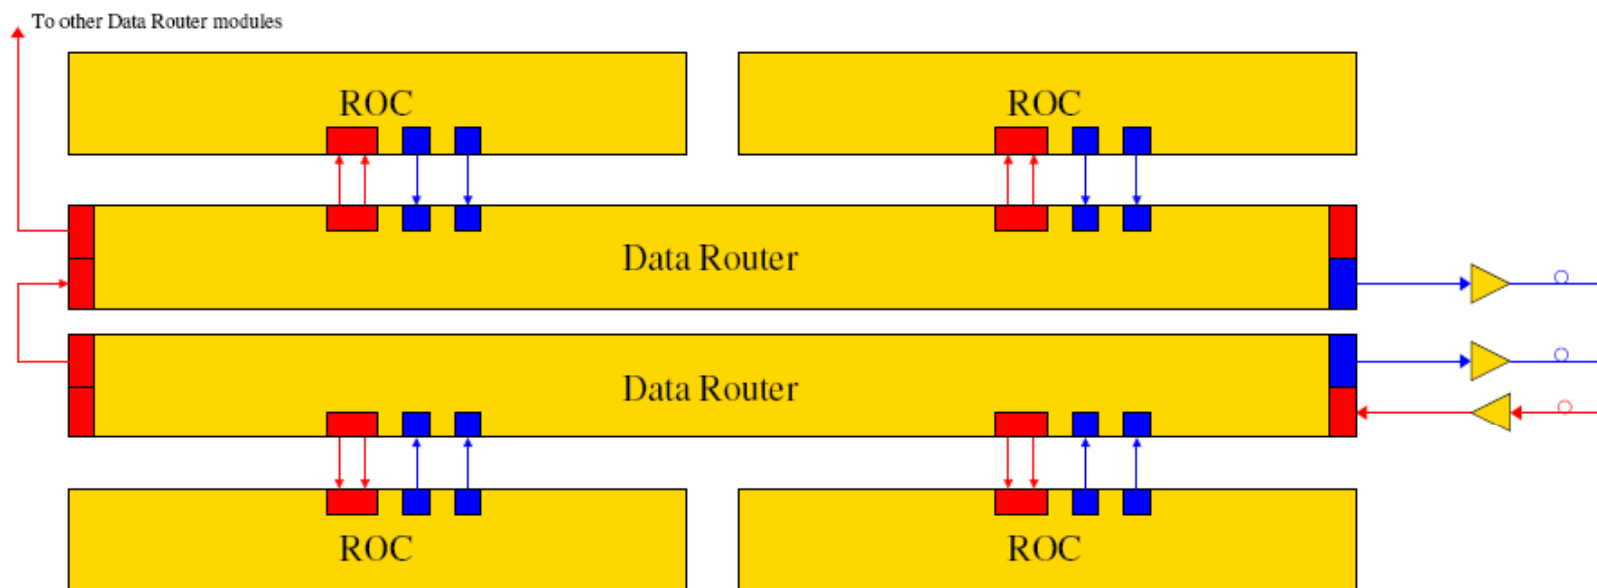 To other Data Router modules
ROC
ROC
Data Router
Data Router
ROC
ROC